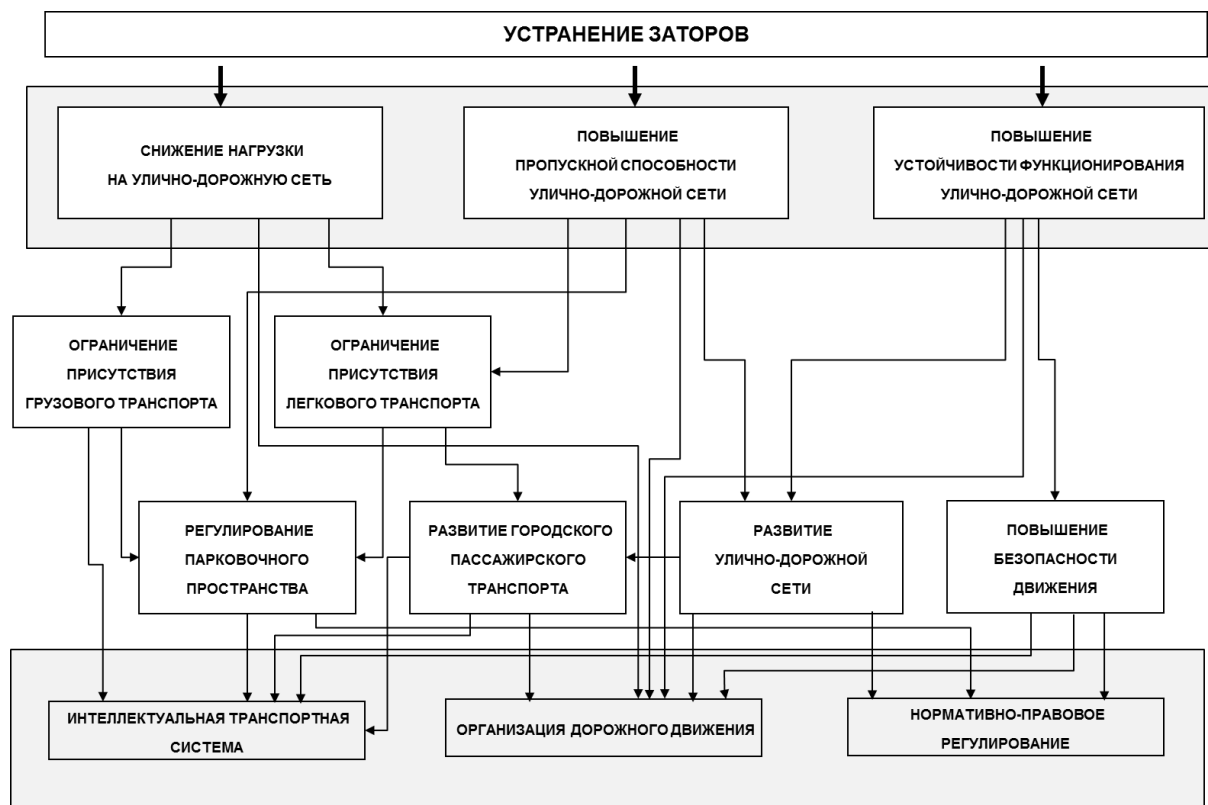 УСТРАНЕНИЕ ЗАТОРОВ
СНИЖЕНИЕ НАГРУЗКИ
НА УЛИЧНО-ДОРОЖНУЮ СЕТЬ
ПОВЫШЕНИЕ
ПРОПУСКНОЙ СПОСОБНОСТИ
УЛИЧНО-ДОРОЖНОЙ СЕТИ
ПОВЫШЕНИЕ
УСТОЙЧИВОСТИ ФУНКЦИОНИРОВАНИЯ
УЛИЧНО-ДОРОЖНОЙ СЕТИ
ОГРАНИЧЕНИЕ
ПРИСУТСТВИЯ
ГРУЗОВОГО ТРАНСПОРТА
ОГРАНИЧЕНИЕ
ПРИСУТСТВИЯ
ЛЕГКОВОГО ТРАНСПОРТА
РЕГУЛИРОВАНИЕ
ПАРКОВОЧНОГО
ПРОСТРАНСТВА
РАЗВИТИЕ ГОРОДСКОГО
ПАССАЖИРСКОГО
ТРАНСПОРТА
РАЗВИТИЕ
УЛИЧНО-ДОРОЖНОЙ
СЕТИ
ПОВЫШЕНИЕ
БЕЗОПАСНОСТИ
ДВИЖЕНИЯ
ИНТЕЛЛЕКТУАЛЬНАЯ ТРАНСПОРТНАЯ
СИСТЕМА
ОРГАНИЗАЦИЯ ДОРОЖНОГО ДВИЖЕНИЯ
НОРМАТИВНО-ПРАВОВОЕ
РЕГУЛИРОВАНИЕ